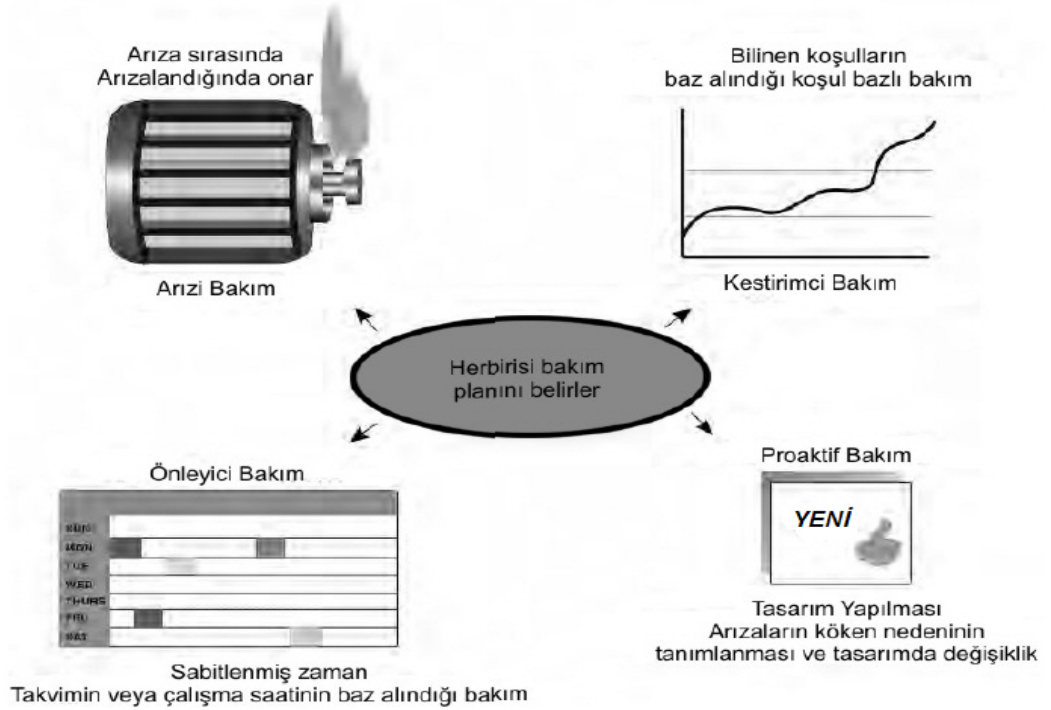 Arıza sırasında
Arızalandığında onar
Arızi Bakım
Bilinen koşulların
baz alındığı koşul bazlı bakım
Kestirimci Bakım
Herbirisi bakım
planını belirler
Önleyici Bakım
SUN
MON
TUE
WED
THURS
FRI
SAT
Sabitlenmiş zaman
Takvimin veya çalışma saatinin baz alındığı bakım
Proaktif Bakım
YENİ
Tasarım Yapılması
Arızaların köken nedeninin
tanımlanması ve tasarımda değişiklik